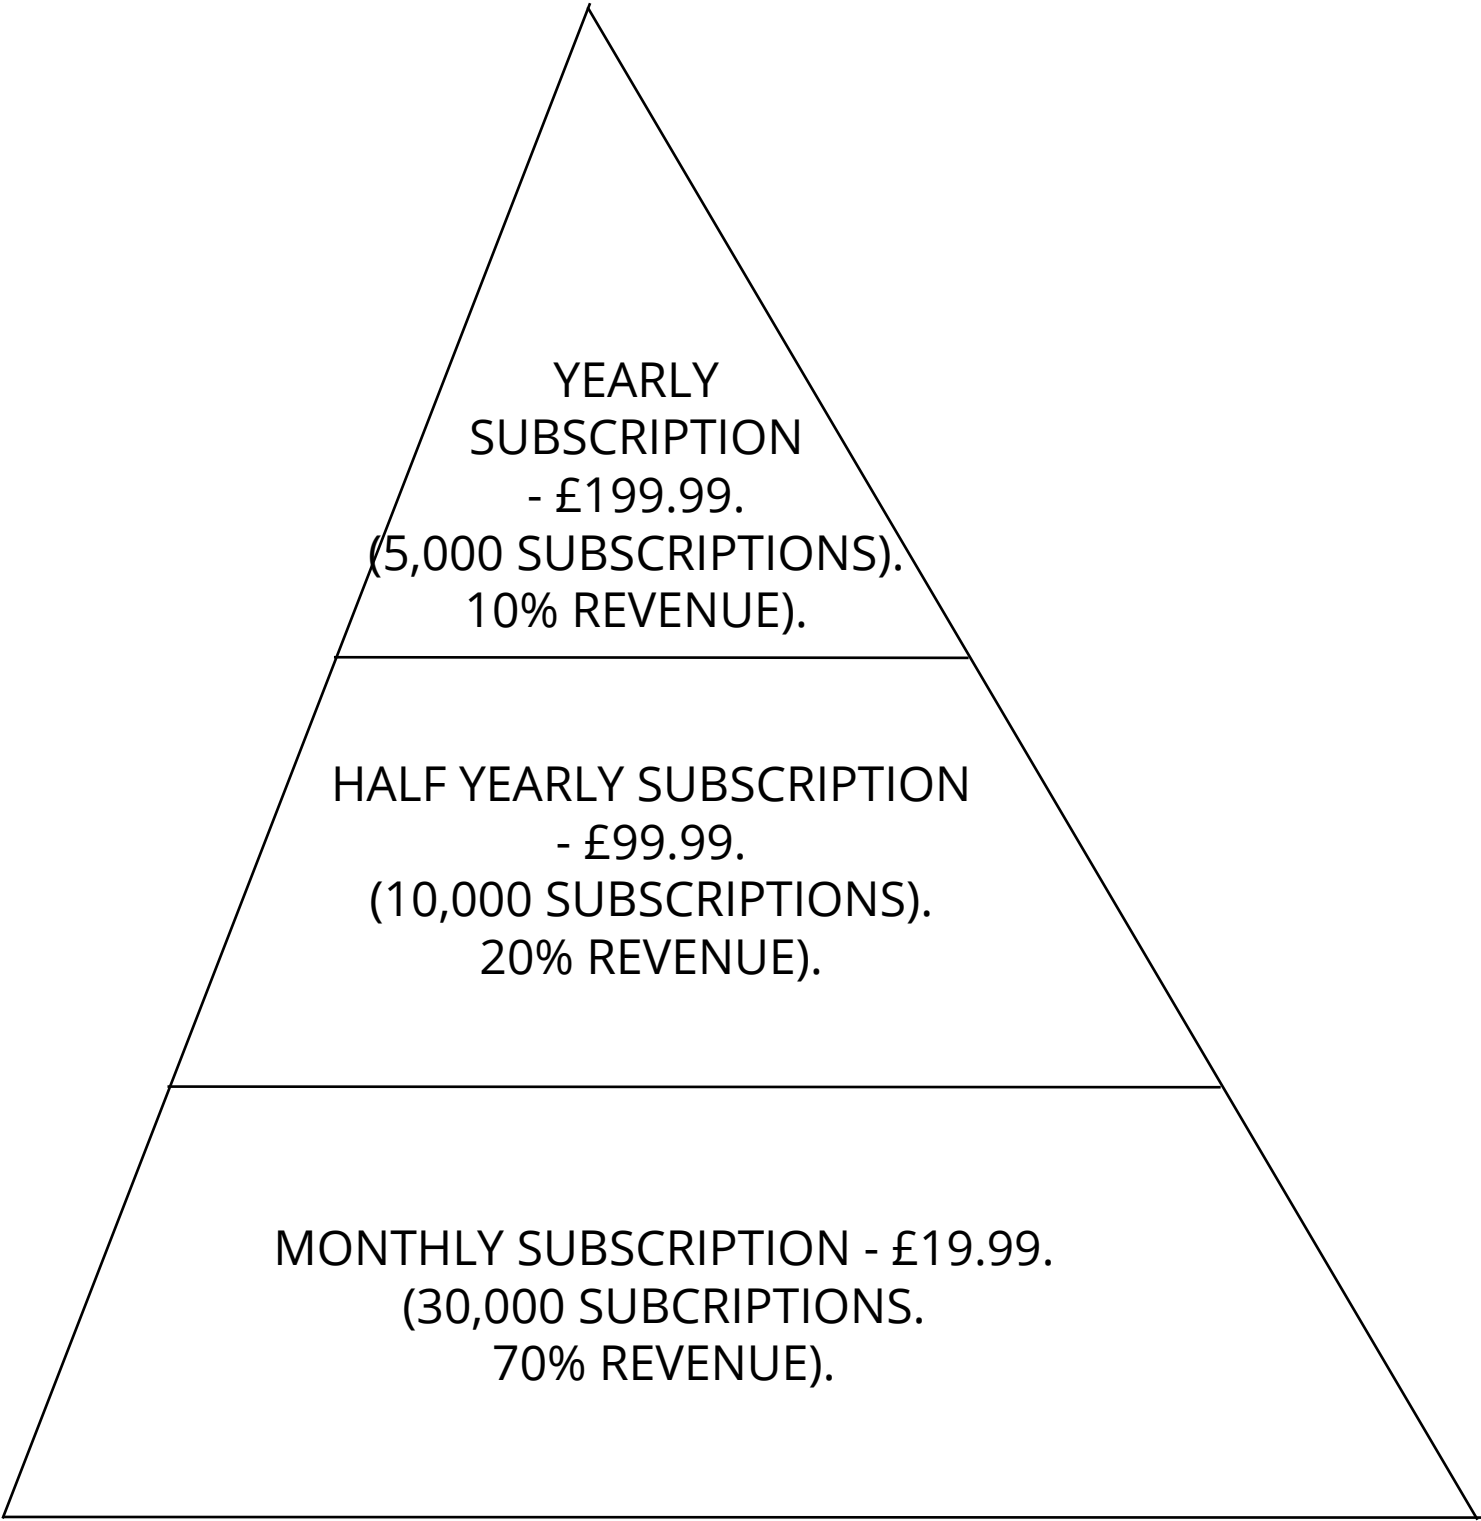 YEARLY
SUBSCRIPTION
- £199.99.
(5,000 SUBSCRIPTIONS).
10% REVENUE).
HALF YEARLY SUBSCRIPTION
- £99.99.
(10,000 SUBSCRIPTIONS).
20% REVENUE).
MONTHLY SUBSCRIPTION - £19.99.
(30,000 SUBCRIPTIONS.
70% REVENUE).